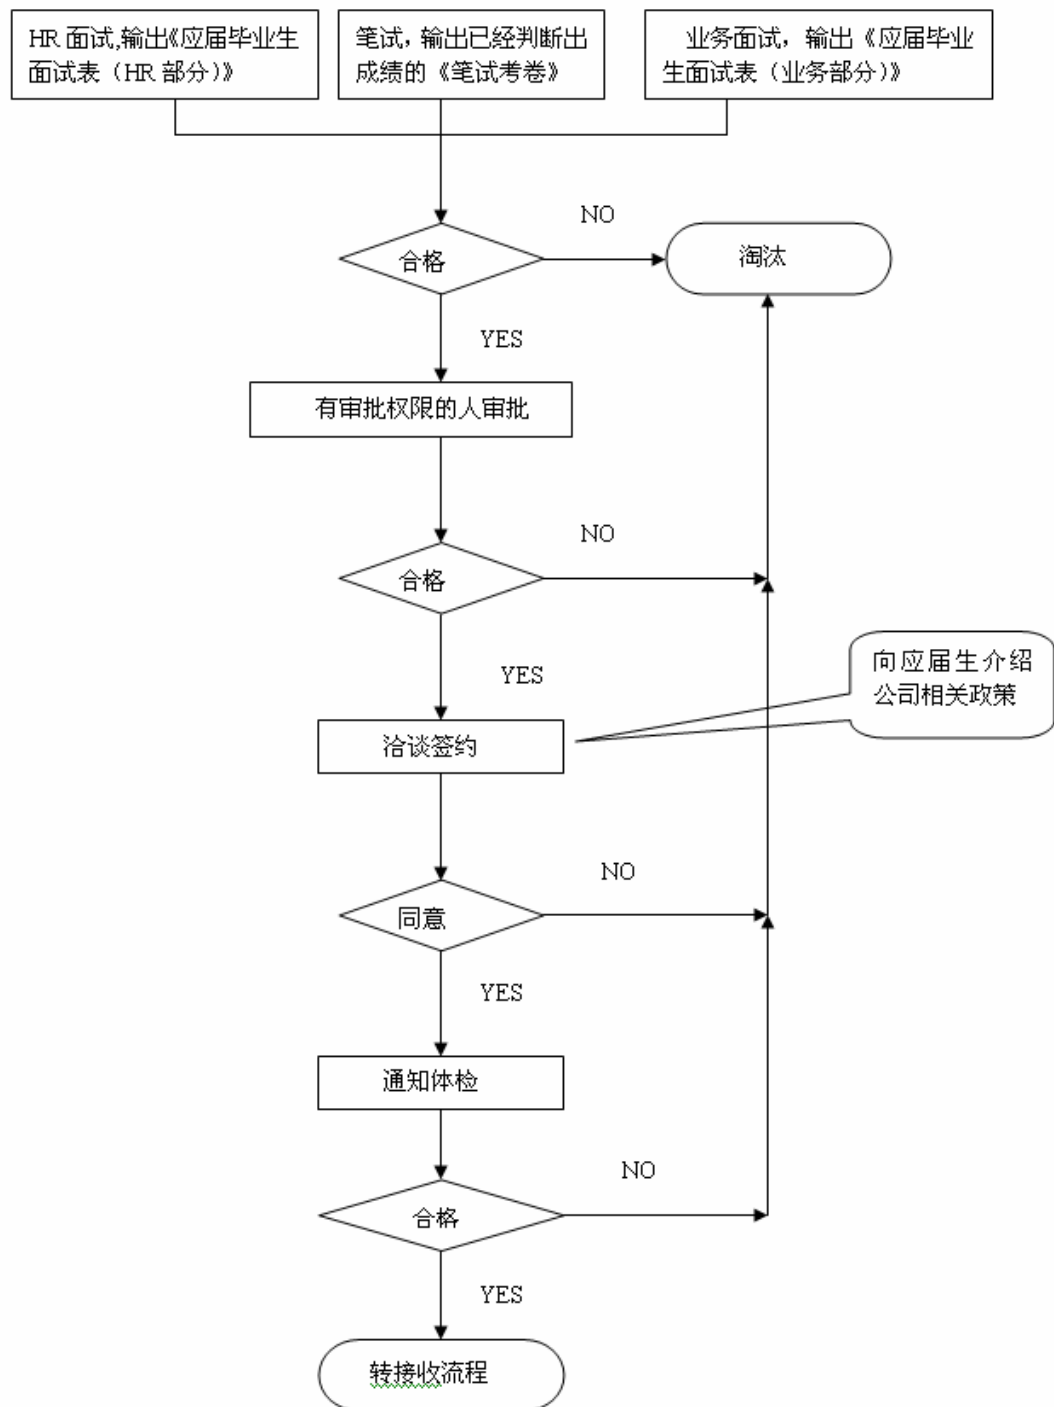 HR 面试,输出《应届毕业生
面试表（HR 部分）》
笔试，输出已经判断出
成绩的《笔试考卷》
业务面试，输出《应届毕业
生面试表（业务部分）》
NO
合格
淘汰
YES
有审批权限的人审批
NO
合格
YES
向应届生介绍
公司相关政策
洽谈签约
NO
同意
YES
通知体检
NO
合格
YES
转接收流程